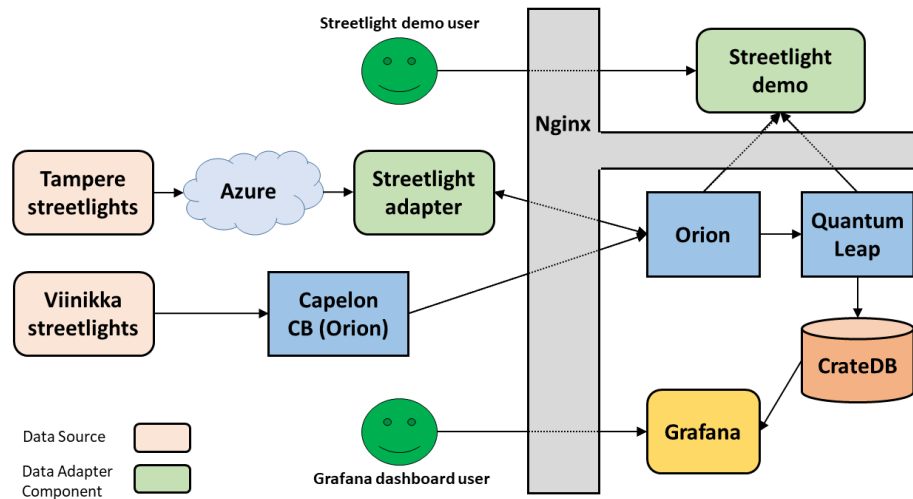 Streetlight demo user
Streetlight
demo
Nginx
Tampere
streetlights
Azure
Streetlight
adapter
Orion
Quantum
Leap
Viinikka
streetlights
Capelon
CB (Orion)
CrateDB
Grafana
Grafana dashboard user
Data Source
Data Adapter
Component